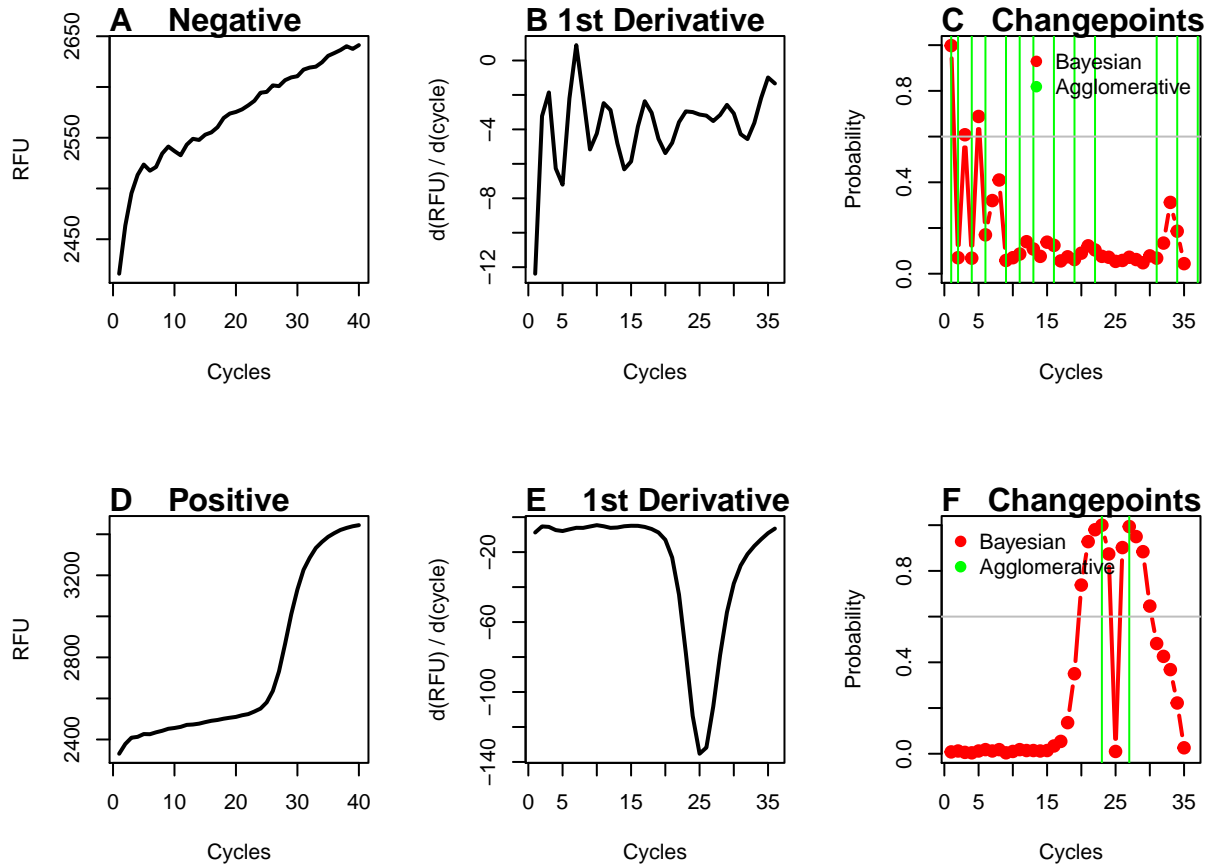 A Negative
2650
2550
2450
RFU
0 10 20 30 40
Cycles
B 1st Derivative
0
-4
-8
-12
d(RFU) / d(cycle)
0 5 15 25 35
Cycles
C Changepoints
Bayesian
Agglomerative
0.8
0.4
0.0
Probability
0 5 15 25 35
Cycles
D Positive
3200
2800
2400
RFU
0 10 20 30 40
Cycles
E 1st Derivative
-20
-60
-100
-140
d(RFU) / d(cycle)
0 5 15 25 35
Cycles
F Changepoints
Bayesian
Agglomerative
0.8
0.4
0.0
Probability
0 5 15 25 35
Cycles